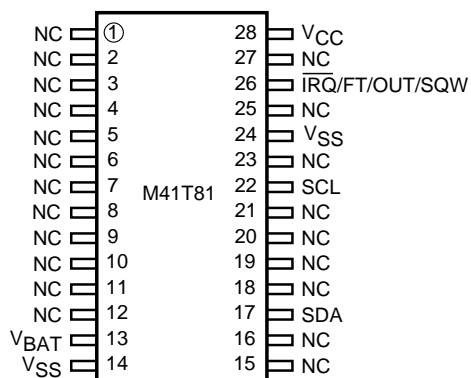 NC 1 28 VCC
NC 2 27 NC
NC 3 26 IRQ/FT/OUT/SQW
NC 4 25 NC
NC 5 24 VSS
NC 6 23 NC
NC 7 M41T81 22 SCL
NC 8 21 NC
NC 9 20 NC
NC 10 19 NC
NC 11 18 NC
NC 12 17 SDA
VBAT 13 16 NC
VSS 14 15 NC